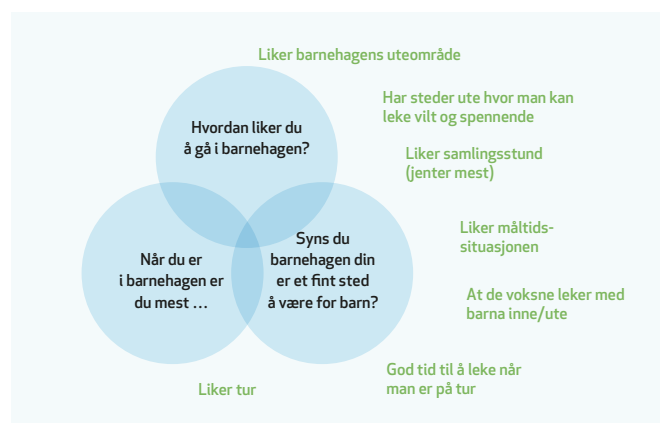 Liker barnehagens uteområde
Har steder ute hvor man kan
leke vilt og spennende
Hvordan liker du
å gå i barnehagen?
Liker samlingsstund
(jenter mest)
Liker måltids-
situasjonen
Syns du
barnehagen din
er et fint sted
å være for barn?
Når du er
i barnehagen er
du mest …
At de voksne leker med
barna inne/ute
God tid til å leke når
man er på tur
Liker tur